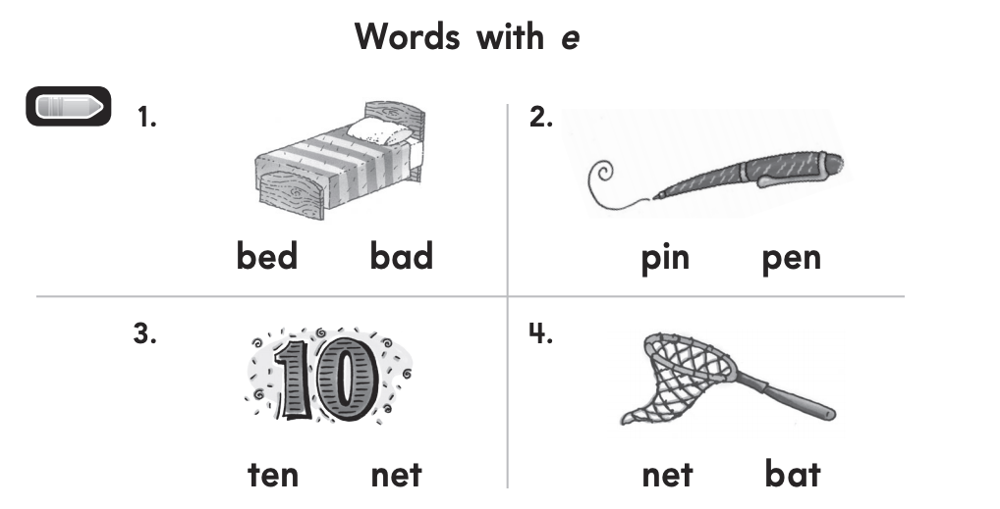 Words with e
1.
2.
bed bad
pin pen
3.
10
4.
ten net
net bat